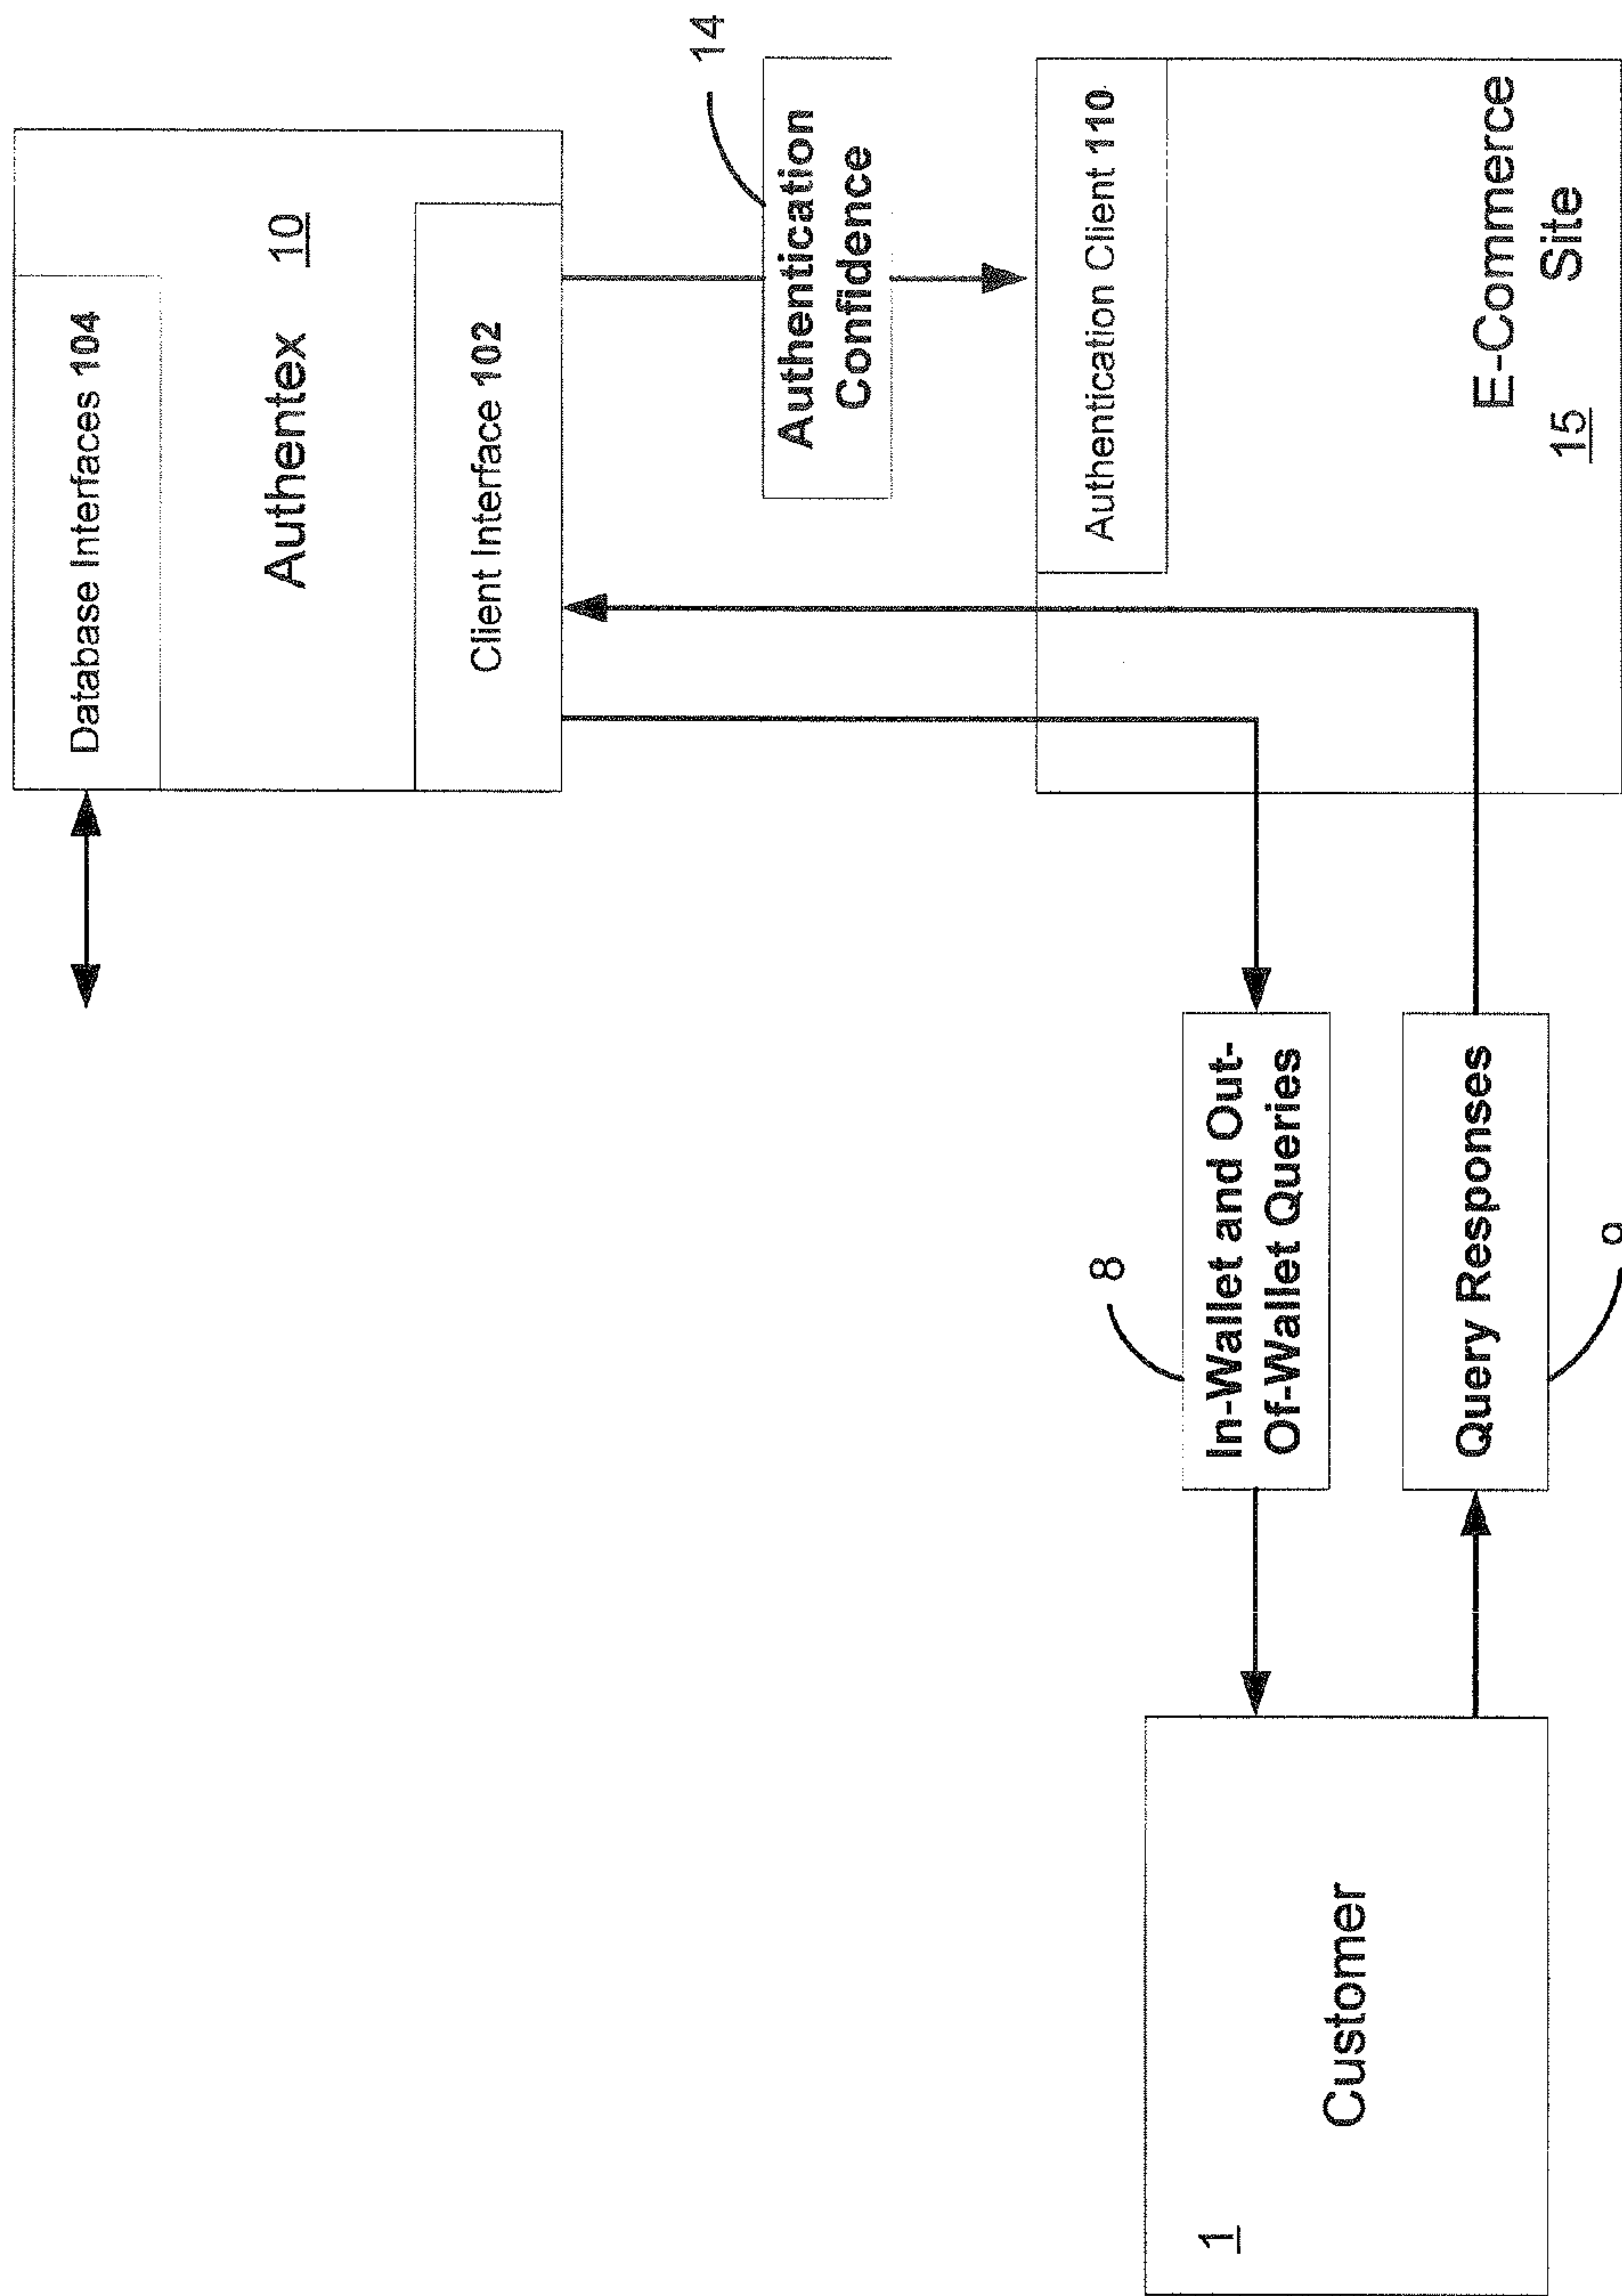 Database Interfaces 104
Authentex 10
Client Interface 102
14
Authentication
Confidence
Authentication Client 110
E-Commerce
Site
15
8
In-Wallet and Out-
Of-Wallet Queries
Query Responses
9
1
Customer